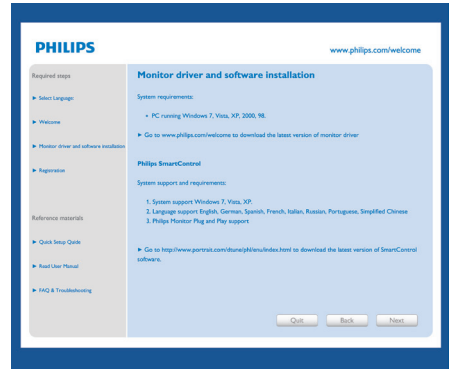 PHILIPS
www.philips.com/welcome
Required steps
Select Language:
Welcome
Monitor driver and software installation
Registration
Reference materials
Quick Setup Quide
Read User Manual
FAQ & Troubleshooting
Monitor driver and software installation
System requirements:
• PC running Windows 7, Vista, XP, 2000, 98.
Go to www.philips.com/welcome to download the latest version of monitor driver
Philips SmartControl
System support and requirements:
1. System support Windows 7, Vista, XP.
2. Language support English, German, Spanish, French, Italian, Russian, Portuguese, Simplified Chinese
3. Philips Monitor Plug and Play support
Go to http://www.portrait.com/dtune/phl/enu/index.html to download the latest version of SmartControl
software.
Quit
Back
Next